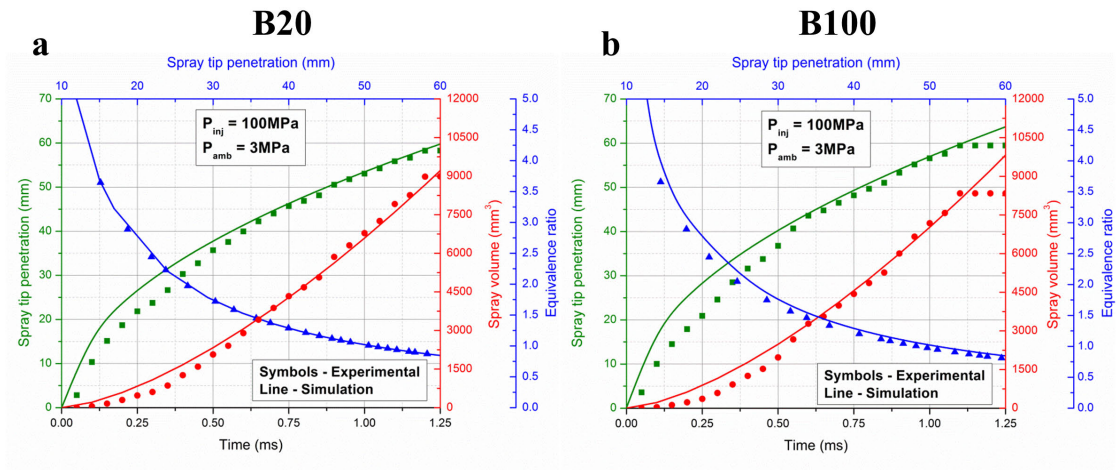 B20
B100
a
Spray tip penetration (mm)
10 20 30 40 50 60
70
60
50
40
30
20
10
0
Spray tip penetration (mm)
P_inj = 100MPa
P_amb = 3MPa
Symbols - Experimental
Line - Simulation
12000
10500
9000
7500
6000
4500
3000
1500
0
Spray volume (mm³)
5.0
4.5
4.0
3.5
3.0
2.5
2.0
1.5
1.0
0.5
0.0
Equivalence ratio
0.00 0.25 0.50 0.75 1.00 1.25
Time (ms)
b
Spray tip penetration (mm)
10 20 30 40 50 60
70
60
50
40
30
20
10
0
Spray tip penetration (mm)
P_inj = 100MPa
P_amb = 3MPa
Symbols - Experimental
Line - Simulation
12000
10500
9000
7500
6000
4500
3000
1500
0
Spray volume (mm³)
5.0
4.5
4.0
3.5
3.0
2.5
2.0
1.5
1.0
0.5
0.0
Equivalence ratio
0.00 0.25 0.50 0.75 1.00 1.25
Time (ms)